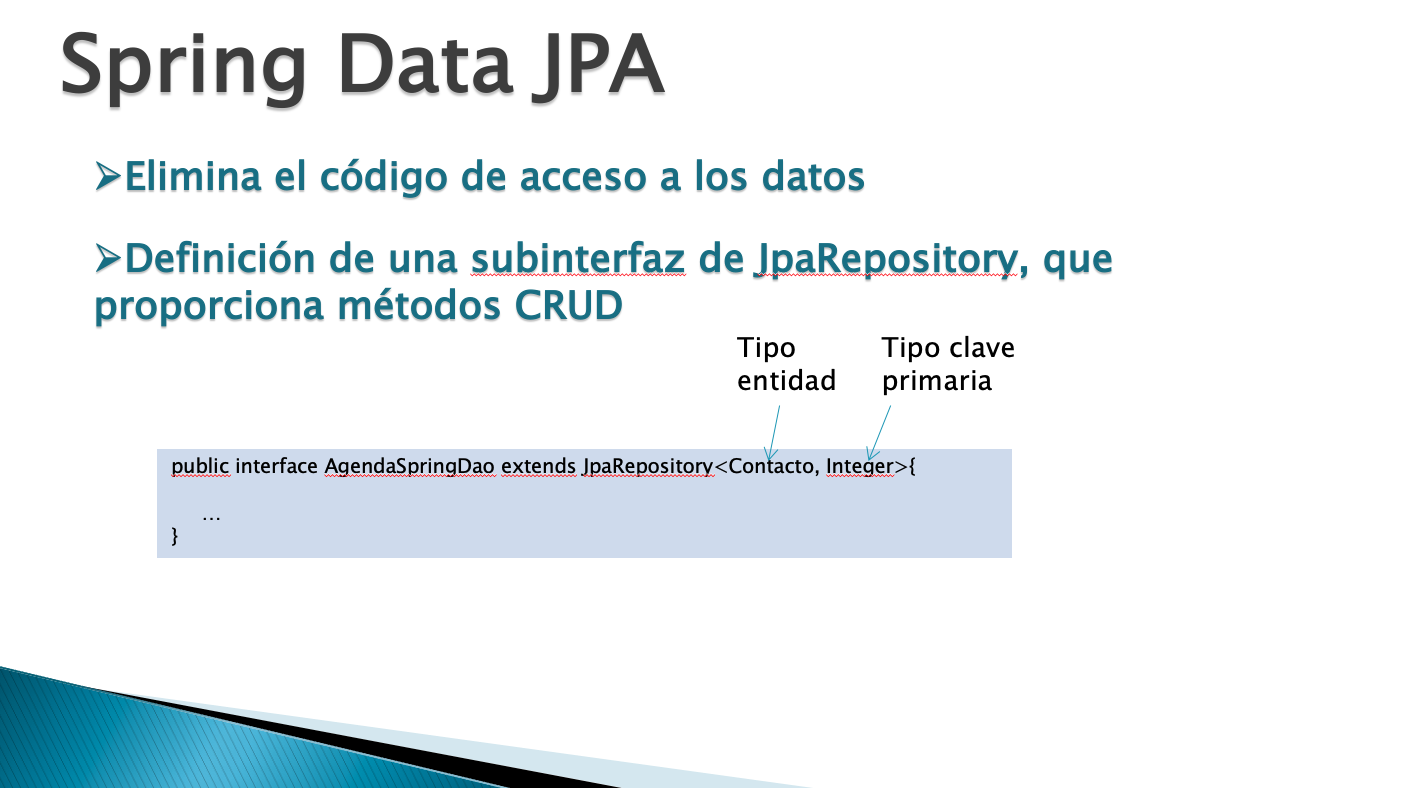 Spring Data JPA
➢Elimina el código de acceso a los datos
➢Definición de una subinterfaz de JpaRepository, que
proporciona métodos CRUD
Tipo
entidad
Tipo clave
primaria
public interface AgendaSpringDao extends JpaRepository<Contacto, Integer>{
…
}